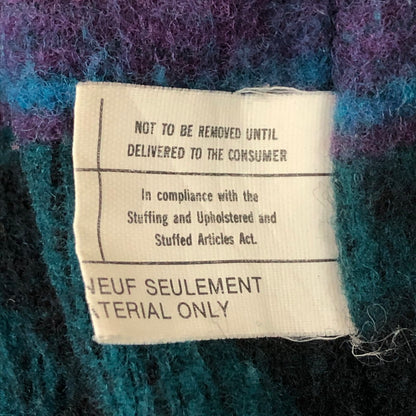 NOT TO BE REMOVED UNTIL
DELIVERED TO THE CONSUMER
In compliance with the
Stuffing and Upholstered and
Stuffed Articles Act.
NEUF SEULEMENT
ATERIAL ONLY